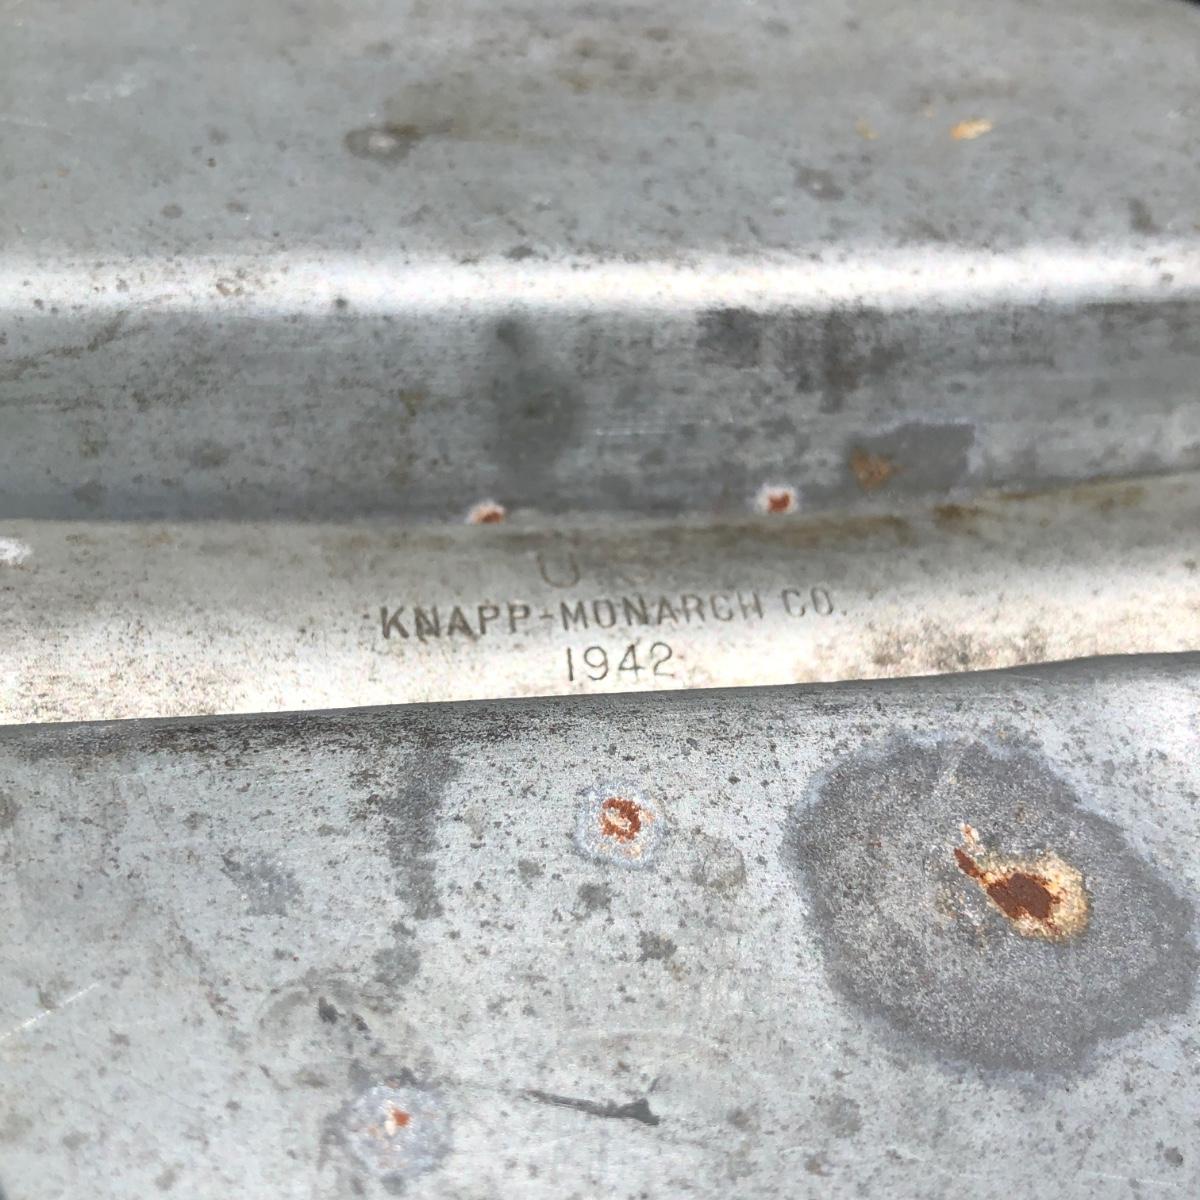 U S
KNAPP-MONARCH CO.
1942